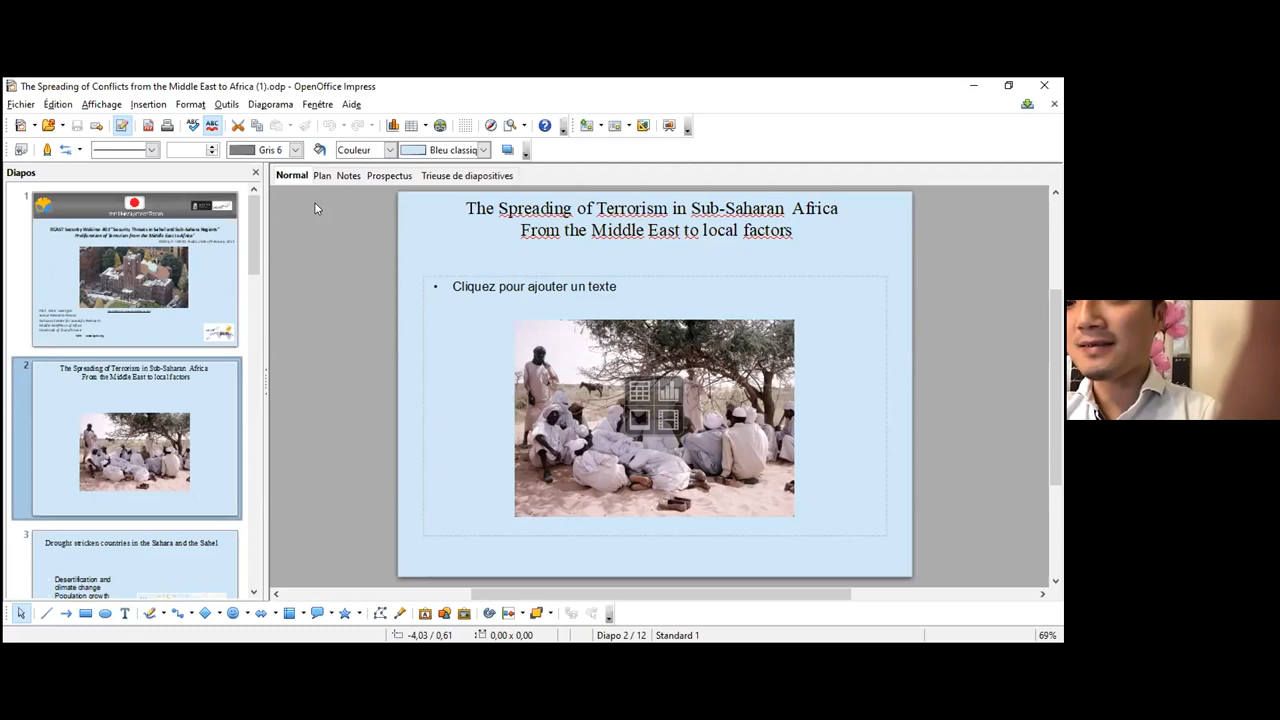 The Spreading of Conflicts from the Middle East to Africa (1).odp - OpenOffice Impress
Fichier Édition Affichage Insertion Format Outils Diaporama Fenêtre Aide
Gris 6 Couleur Bleu classiq
Diapos
Normal Plan Notes Prospectus Trieuse de diapositives
1
2
The Spreading of Terrorism in Sub-Saharan Africa
From the Middle East to local factors
3
Drought stricken countries in the Sahara and the Sahel
Desertification and
climate change
Population growth
The Spreading of Terrorism in Sub-Saharan Africa
From the Middle East to local factors
• Cliquez pour ajouter un texte
-4,03 / 0,61 0,00 x 0,00 Diapo 2 / 12 Standard 1 69%